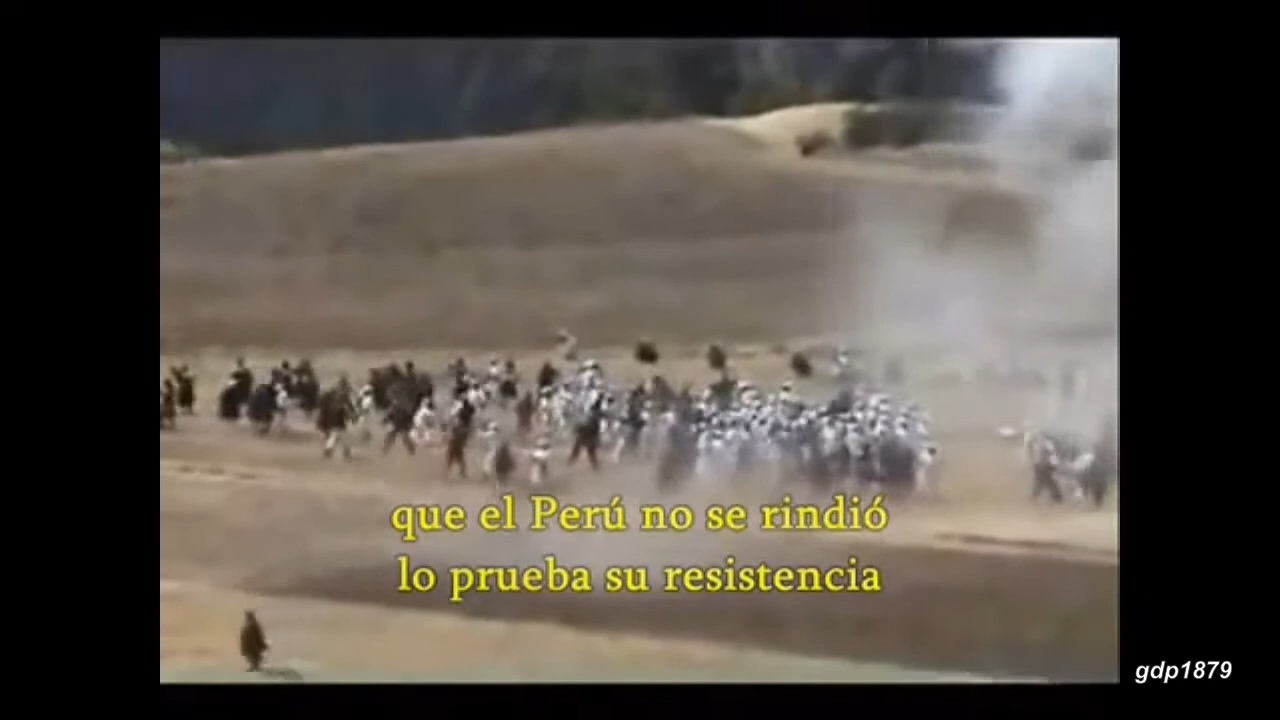 que el Perú no se rindió
lo prueba su resistencia
gdp1879